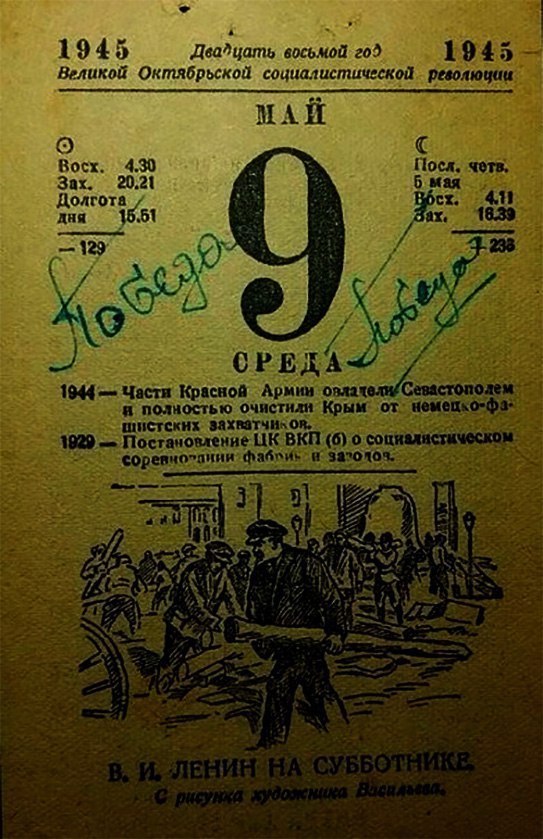 1945 Двадцать восьмой год 1945
Великой Октябрьской социалистической революции
МАЙ
9
Восх. 4.30
Зах. 20.21
Долгота
дня 15.51
— 129
Посл. четв.
5 мая
Восх. 4.11
Зах. 16.39
+ 236
Победа
Победа
СРЕДА
1944 — Части Красной Армии овладели Севастополем
и полностью очистили Крым от немецко-фа-
шистских захватчиков.
1929 — Постановление ЦК ВКП (б) о социалистическом
соревновании фабрик и заводов.
В. И. ЛЕНИН НА СУББОТНИКЕ.
С рисунка художника Васильева.